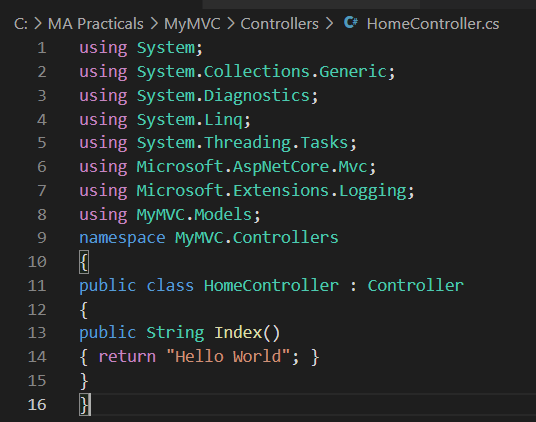 C: > MA Practicals > MyMVC > Controllers > C# HomeController.cs
1 using System;
2 using System.Collections.Generic;
3 using System.Diagnostics;
4 using System.Linq;
5 using System.Threading.Tasks;
6 using Microsoft.AspNetCore.Mvc;
7 using Microsoft.Extensions.Logging;
8 using MyMVC.Models;
9 namespace MyMVC.Controllers
10 {
11 public class HomeController : Controller
12 {
13 public String Index()
14 { return "Hello World"; }
15 }
16 }